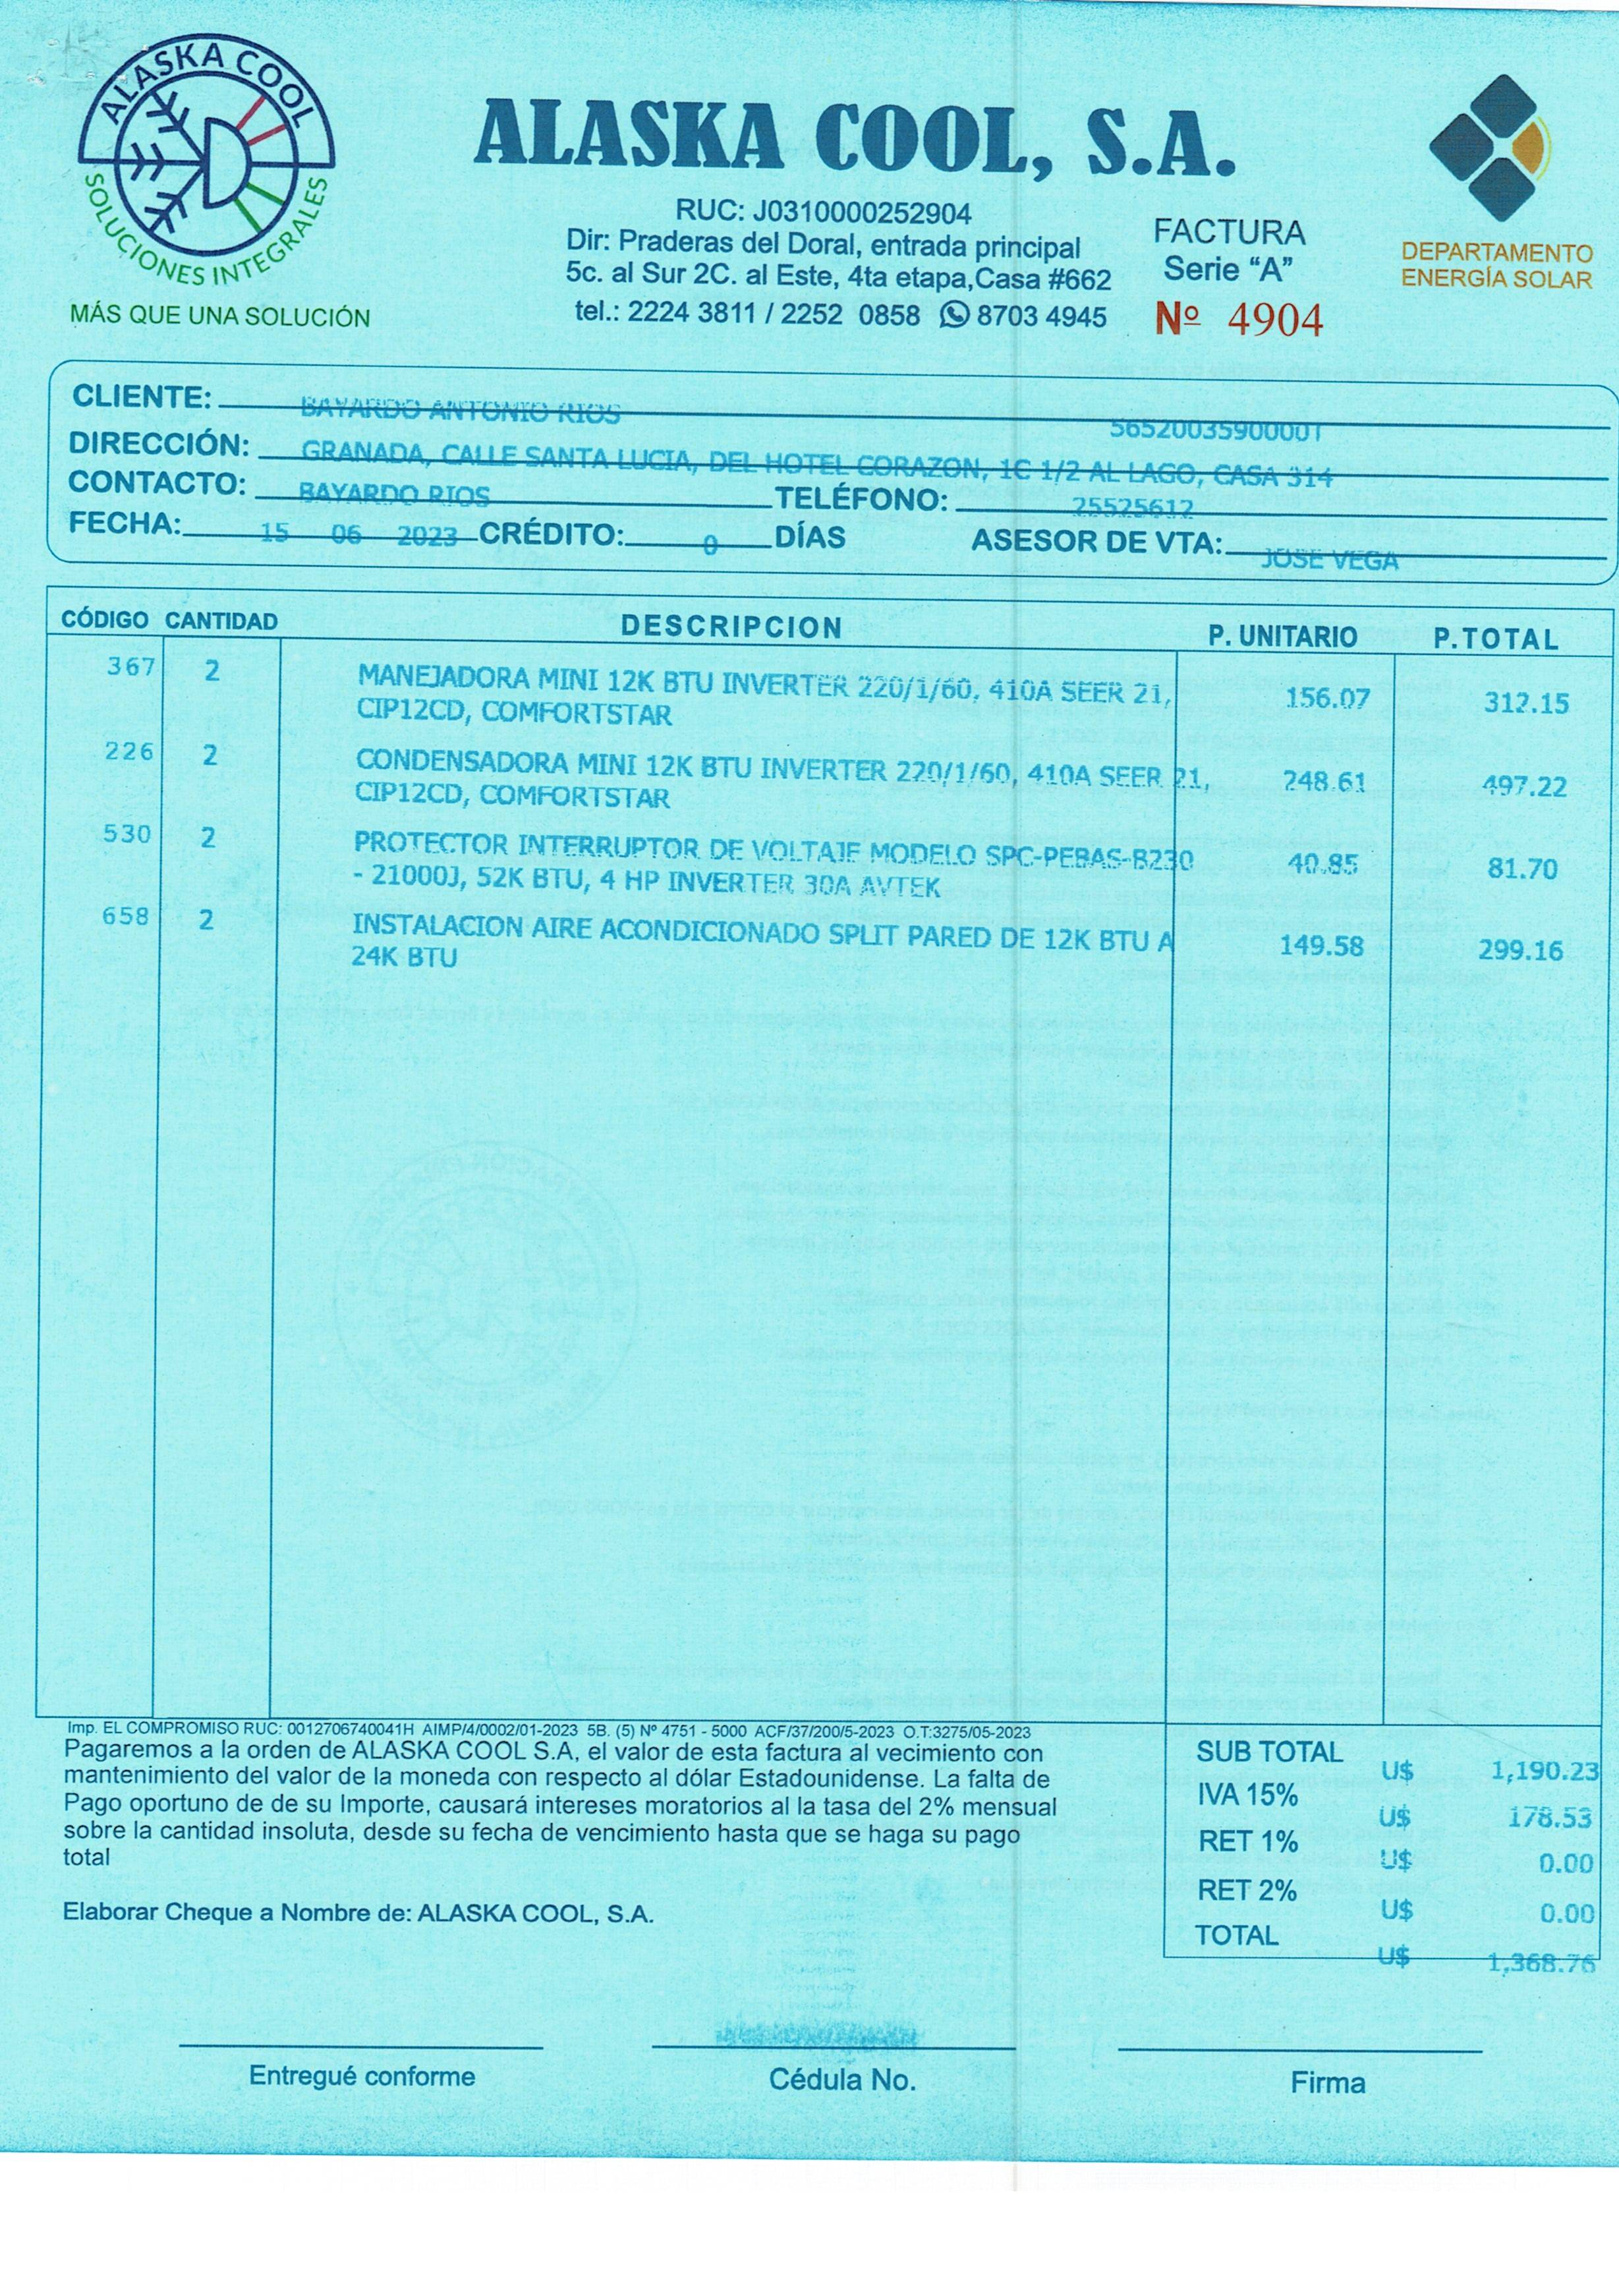 ALASKA COOL
SOLUCIONES INTEGRALES
MÁS QUE UNA SOLUCIÓN
ALASKA COOL, S.A.
RUC: J0310000252904
Dir: Praderas del Doral, entrada principal
5c. al Sur 2C. al Este, 4ta etapa,Casa #662
tel.: 2224 3811 / 2252 0858 8703 4945
FACTURA
Serie “A”
Nº 4904
DEPARTAMENTO
ENERGÍA SOLAR
CLIENTE: BAYARDO ANTONIO RIOS 5652003590000T
DIRECCIÓN: GRANADA, CALLE SANTA LUCIA, DEL HOTEL CORAZON, 1C 1/2 AL LAGO, CASA 314
CONTACTO: BAYARDO RIOS TELÉFONO: 25525612
FECHA: 15 06 2023 CRÉDITO: 0 DÍAS ASESOR DE VTA: JOSE VEGA
CÓDIGO CANTIDAD DESCRIPCION P. UNITARIO P.TOTAL
367 2 MANEJADORA MINI 12K BTU INVERTER 220/1/60, 410A SEER 21, 156.07 312.15
CIP12CD, COMFORTSTAR
226 2 CONDENSADORA MINI 12K BTU INVERTER 220/1/60, 410A SEER 21, 248.61 497.22
CIP12CD, COMFORTSTAR
530 2 PROTECTOR INTERRUPTOR DE VOLTAJE MODELO SPC-PEBAS-B230 40.85 81.70
- 21000J, 52K BTU, 4 HP INVERTER 30A AVTEK
658 2 INSTALACION AIRE ACONDICIONADO SPLIT PARED DE 12K BTU A 149.58 299.16
24K BTU
Imp. EL COMPROMISO RUC: 0012706740041H AIMP/4/0002/01-2023 5B. (5) Nº 4751 - 5000 ACF/37/200/5-2023 O.T:3275/05-2023
Pagaremos a la orden de ALASKA COOL S.A, el valor de esta factura al vecimiento con
mantenimiento del valor de la moneda con respecto al dólar Estadounidense. La falta de
Pago oportuno de de su Importe, causará intereses moratorios al la tasa del 2% mensual
sobre la cantidad insoluta, desde su fecha de vencimiento hasta que se haga su pago
total
Elaborar Cheque a Nombre de: ALASKA COOL, S.A.
SUB TOTAL U$ 1,190.23
IVA 15% U$ 178.53
RET 1% U$ 0.00
RET 2% U$ 0.00
TOTAL U$ 1,368.76
Entregué conforme
Cédula No.
Firma